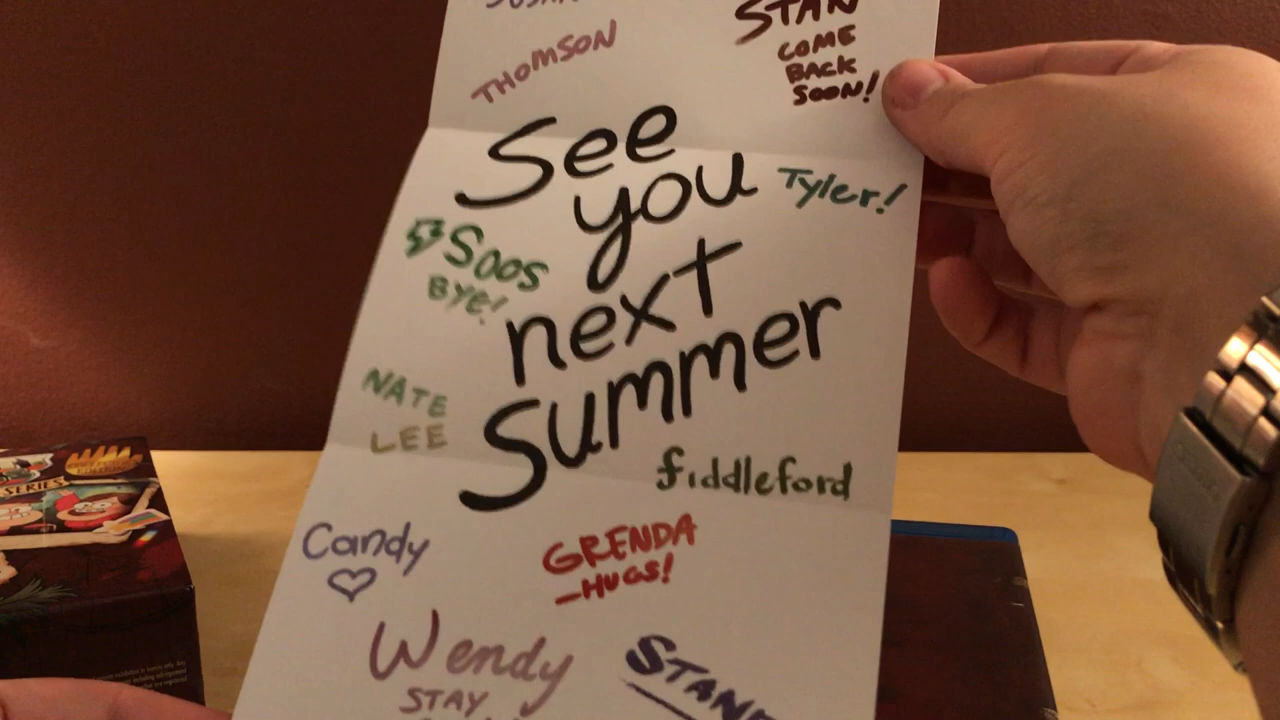 STAN
COME
BACK
SOON!
THOMSON
See
you
next
summer
Tyler!
Soos
BYE!
NATE
LEE
fiddleford
Candy
GRENDA
—HUGS!
Wendy
STAY
SERIES